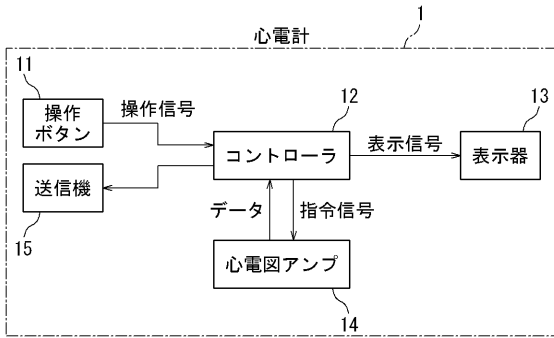 1
心電計
11
操作
ボタン
操作信号
12
コントローラ
表示信号
13
表示器
送信機
15
データ
指令信号
心電図アンプ
14